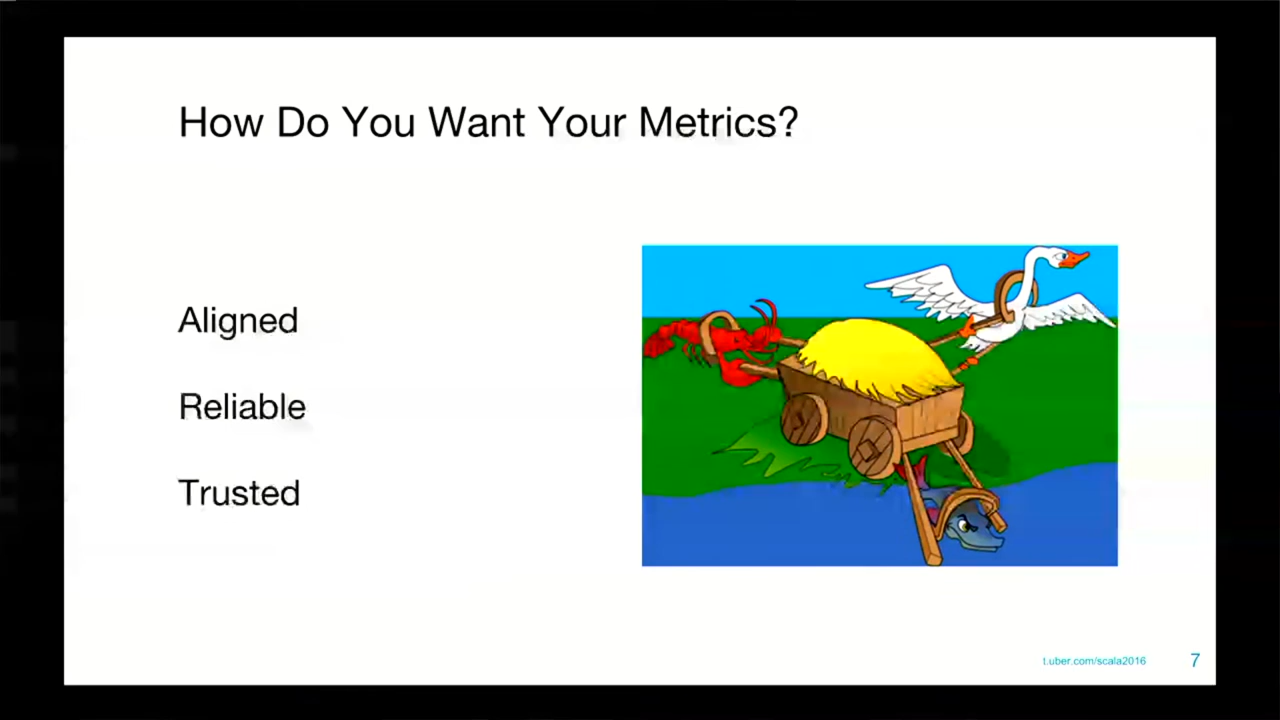 How Do You Want Your Metrics?
Aligned
Reliable
Trusted
t.uber.com/scala2016
7